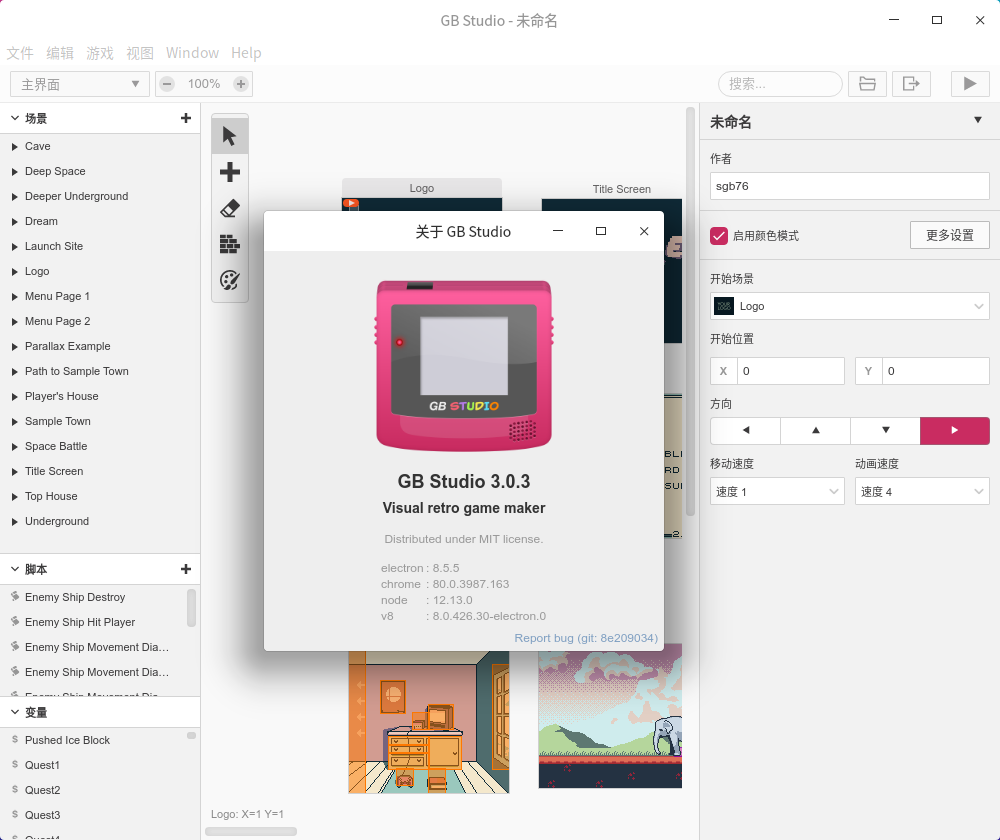 GB Studio - 未命名
文件 编辑 游戏 视图 Window Help
主界面 100% 搜索...
场景
Cave
Deep Space
Deeper Underground
Dream
Launch Site
Logo
Menu Page 1
Menu Page 2
Parallax Example
Path to Sample Town
Player's House
Sample Town
Space Battle
Title Screen
Top House
Underground
脚本
Enemy Ship Destroy
Enemy Ship Hit Player
Enemy Ship Movement Dia...
Enemy Ship Movement Dia...
Enemy Ship Movement Dia...
变量
$ Pushed Ice Block
$ Quest1
$ Quest2
$ Quest3
$ Quest4
Logo
Title Screen
关于 GB Studio
GB STUDIO
GB Studio 3.0.3
Visual retro game maker
Distributed under MIT license.
electron : 8.5.5
chrome : 80.0.3987.163
node : 12.13.0
v8 : 8.0.426.30-electron.0
Report bug (git: 8e209034)
Logo: X=1 Y=1
未命名
作者
sgb76
启用颜色模式 更多设置
开始场景
Logo
开始位置
X 0 Y 0
方向
移动速度 动画速度
速度 1 速度 4